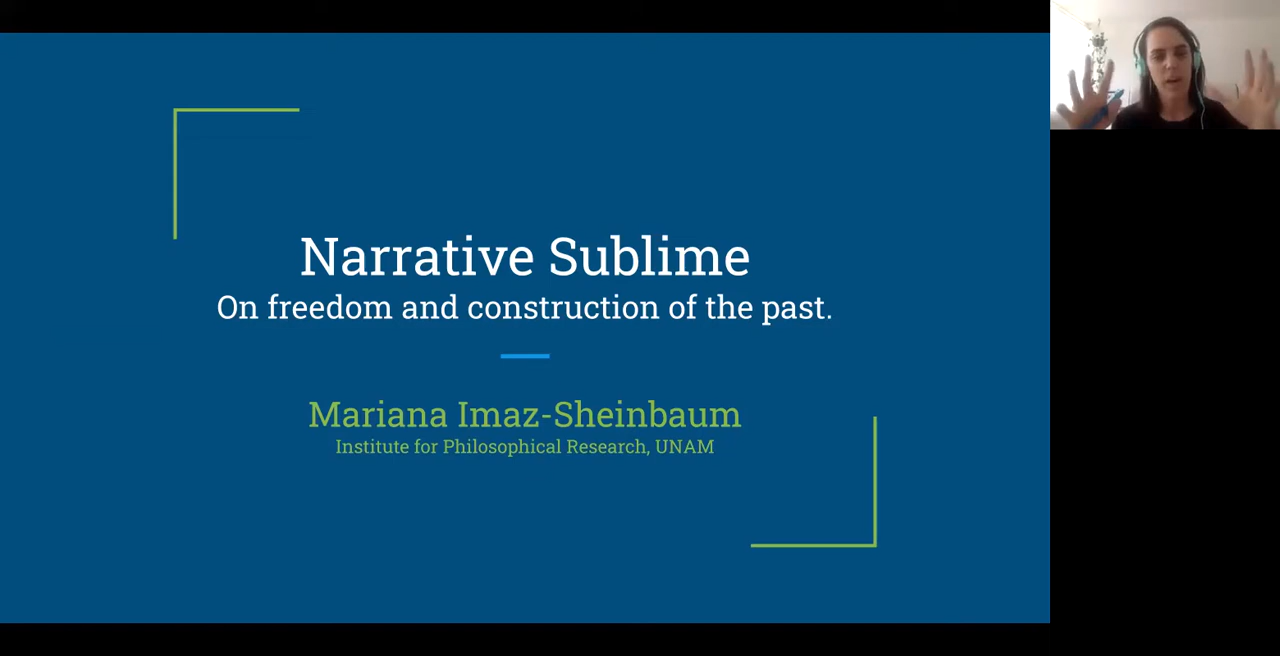 Narrative Sublime
On freedom and construction of the past.
Mariana Imaz-Sheinbaum
Institute for Philosophical Research, UNAM